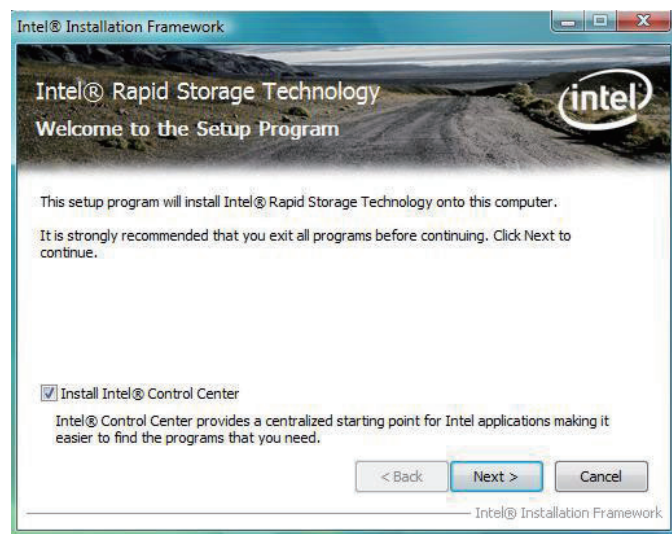 Intel® Installation Framework
Intel® Rapid Storage Technology
Welcome to the Setup Program
intel
This setup program will install Intel® Rapid Storage Technology onto this computer.
It is strongly recommended that you exit all programs before continuing. Click Next to
continue.
Install Intel® Control Center
Intel® Control Center provides a centralized starting point for Intel applications making it
easier to find the programs that you need.
< Back Next > Cancel
Intel® Installation Framework